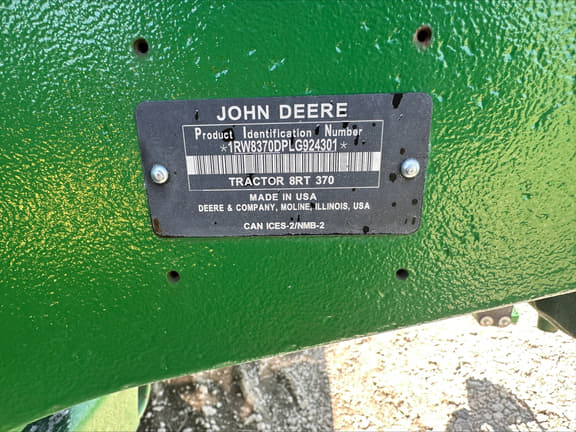 JOHN DEERE
Product Identification Number
*1RW8370DPLG924301*
TRACTOR 8RT 370
MADE IN USA
DEERE & COMPANY, MOLINE, ILLINOIS, USA
CAN ICES-2/NMB-2